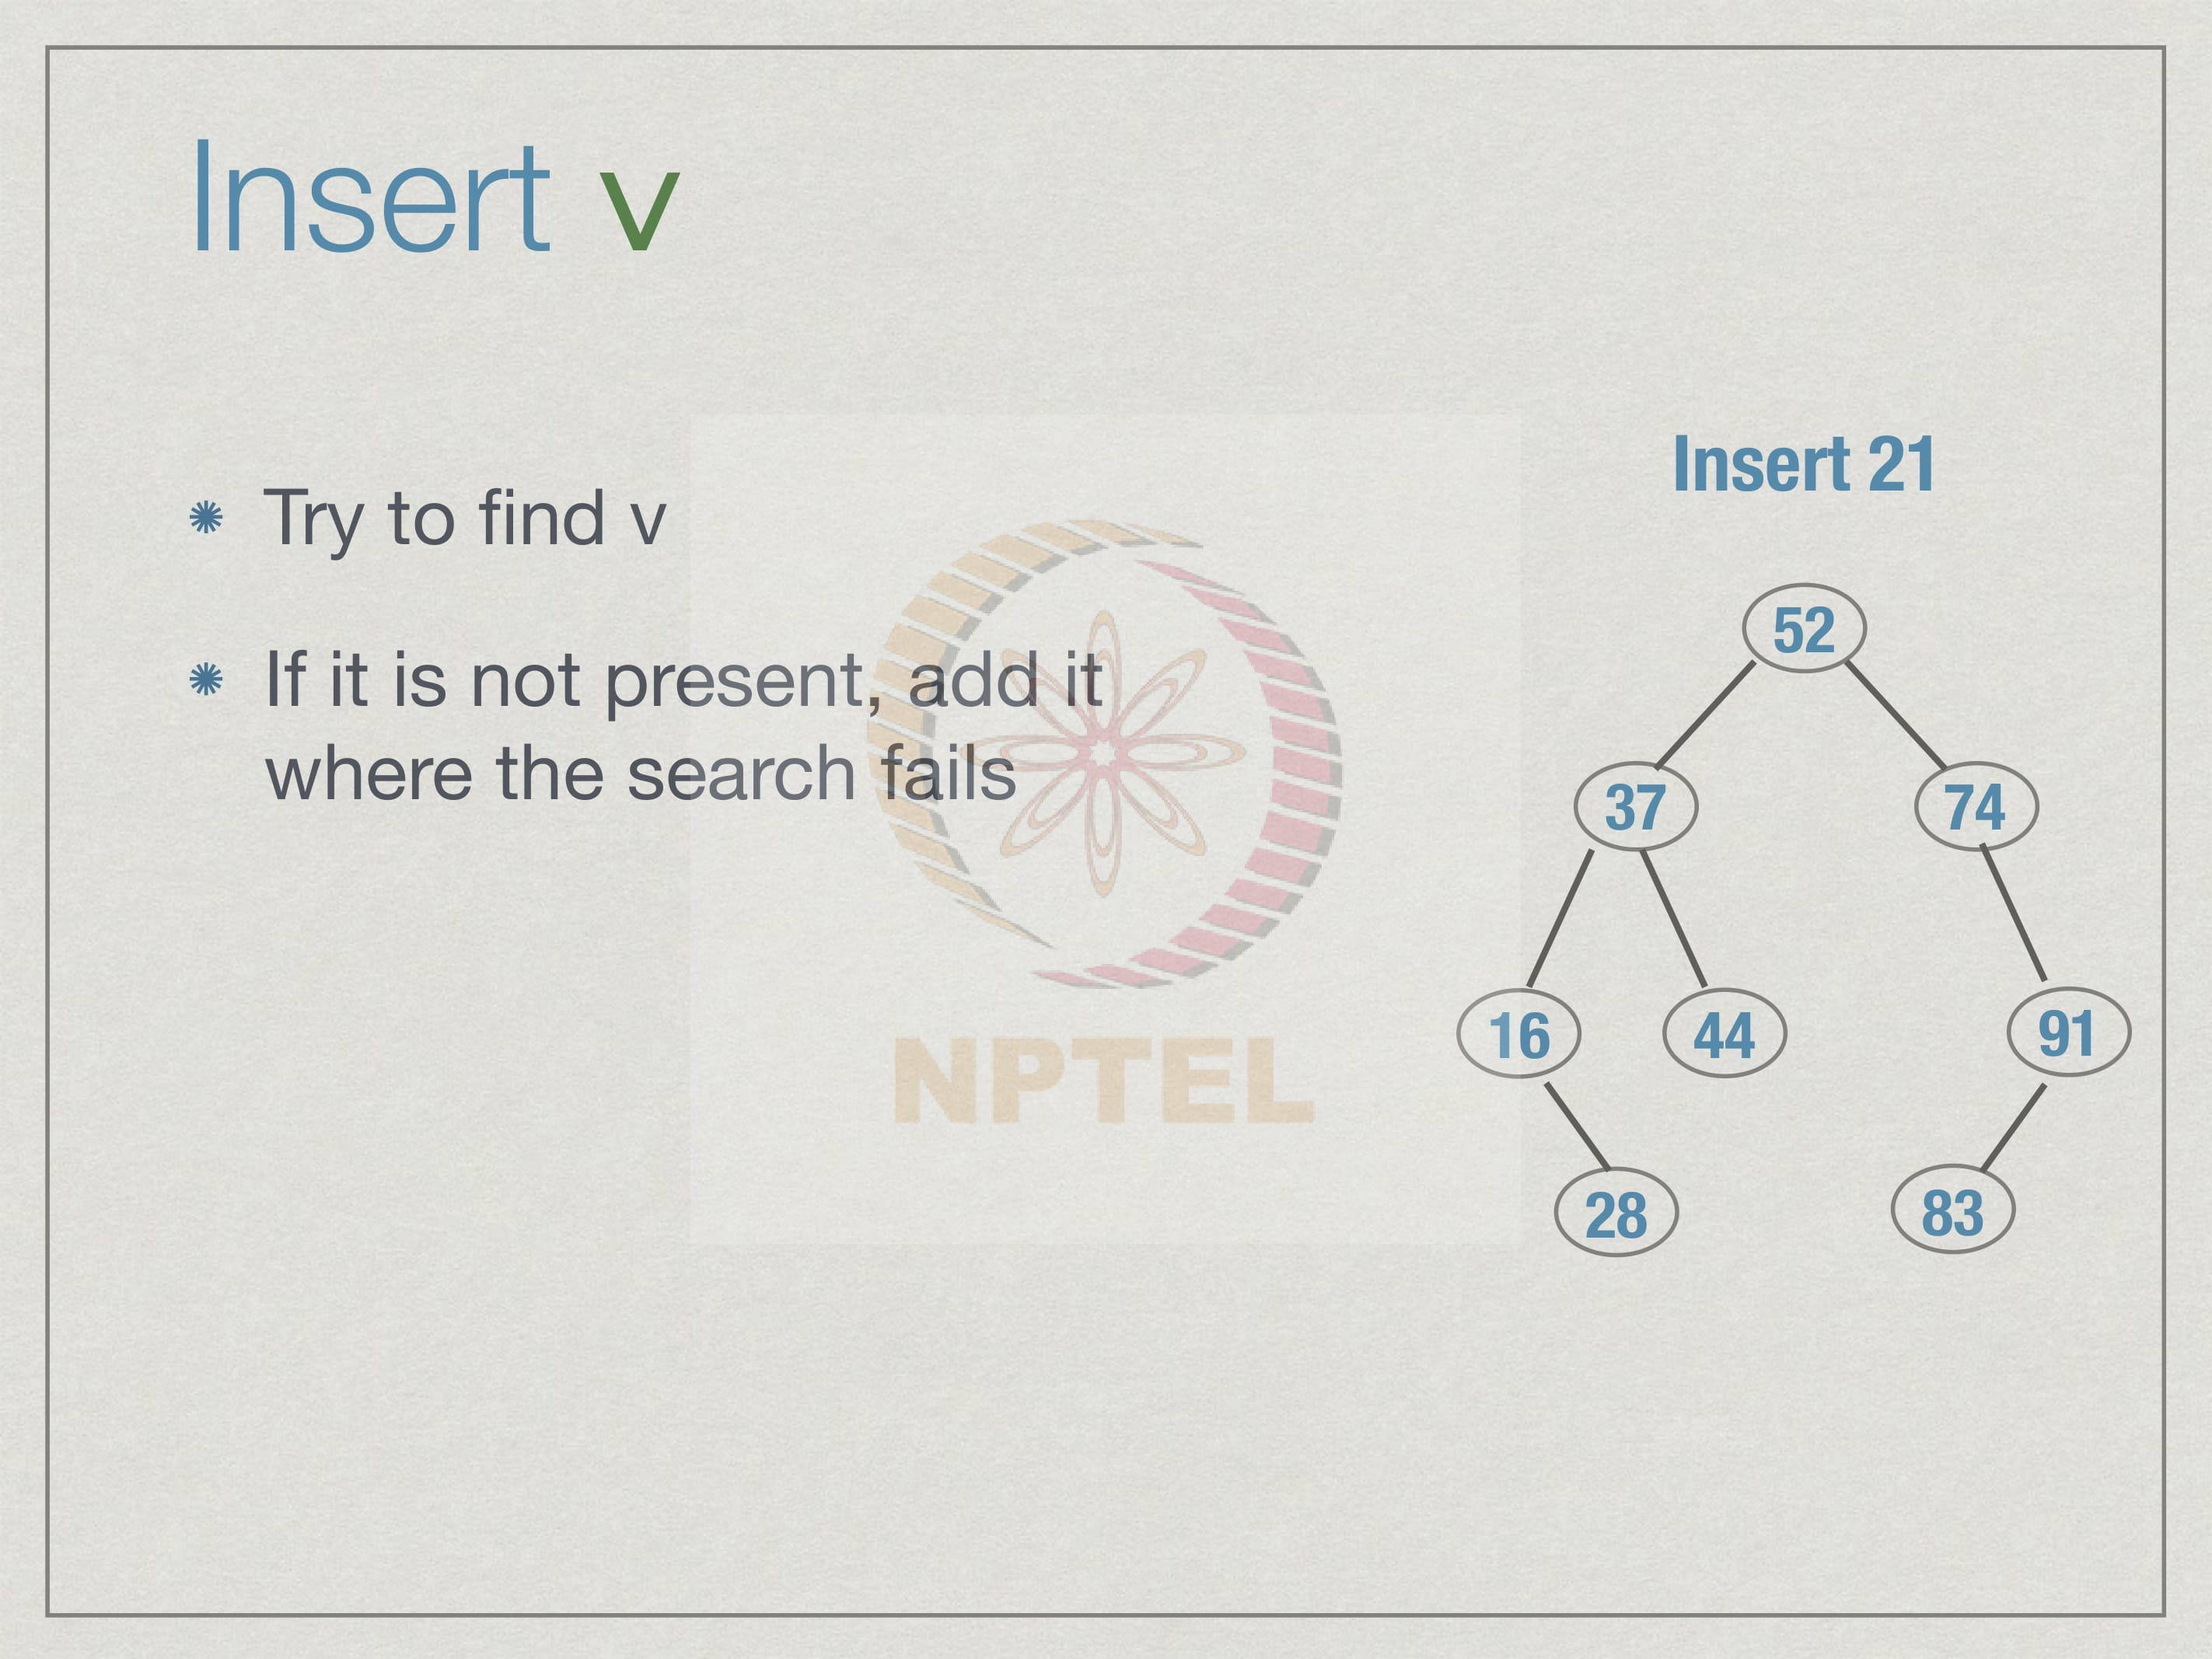 Insert v
Try to find v
If it is not present, add it
where the search fails
Insert 21
52
37 74
16 44 91
28 83
NPTEL